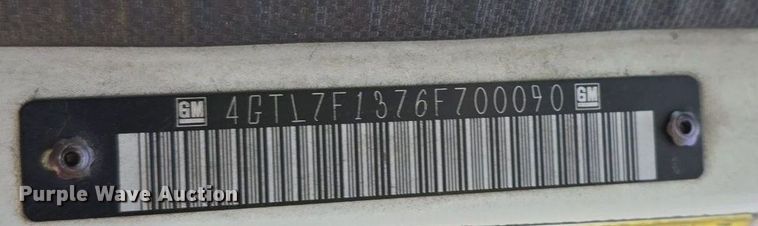 GM 4GTL7F1376F700090 GM
Purple Wave Auction